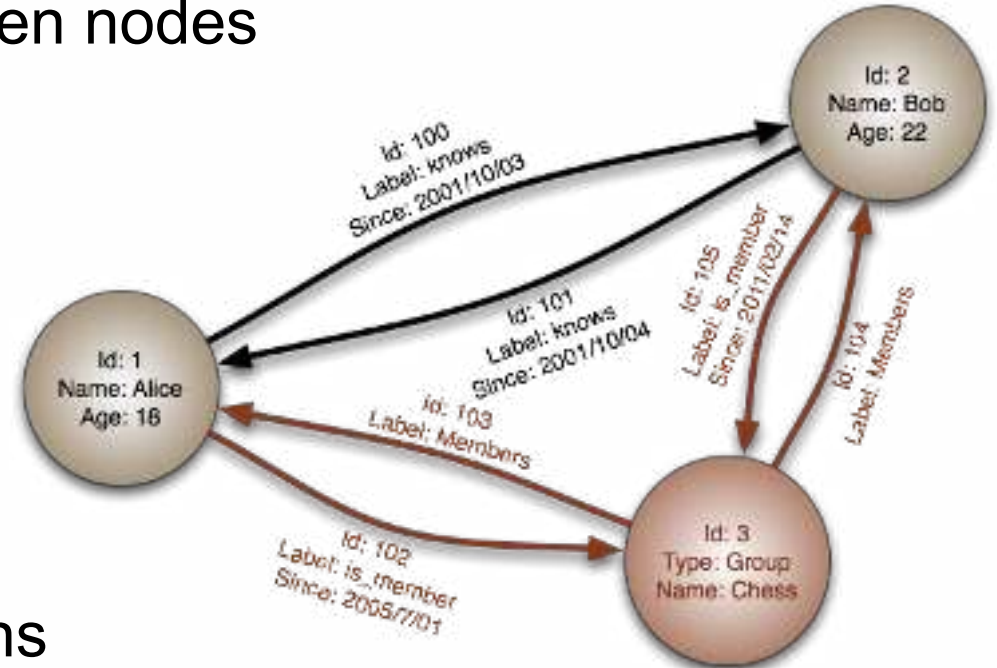 en nodes
Id: 2
Name: Bob
Age: 22
Id: 100
Label: knows
Since: 2001/10/03
Id: 101
Label: knows
Since: 2001/10/04
Id: 105
Label: is_member
Since: 2011/02/14
Id: 104
Label: Members
Id: 1
Name: Alice
Age: 18
Id: 103
Label: Members
Id: 102
Label: is_member
Since: 2005/7/01
Id: 3
Type: Group
Name: Chess
ns